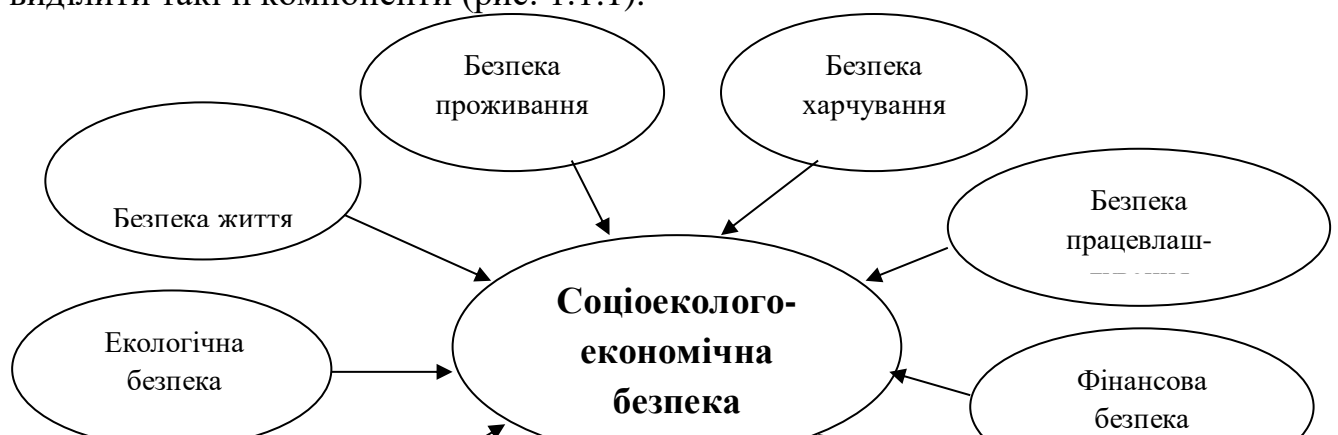 виділити такі її компоненти (рис. 1.1.1).
Безпека
проживання
Безпека
харчування
Безпека життя
Безпека
працевлаш-
Екологічна
безпека
Соціоеколого-
економічна
безпека
Фінансова
безпека